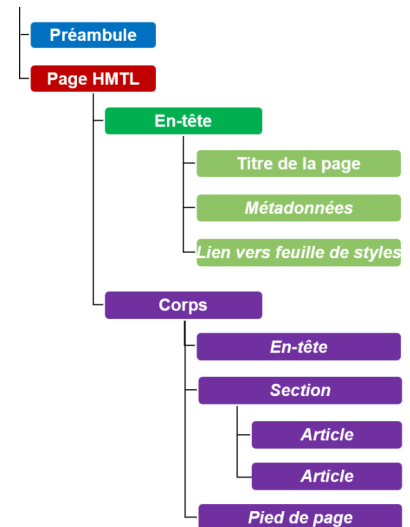 Préambule
Page HMTL
En-tête
Titre de la page
Métadonnées
Lien vers feuille de styles
Corps
En-tête
Section
Article
Article
Pied de page